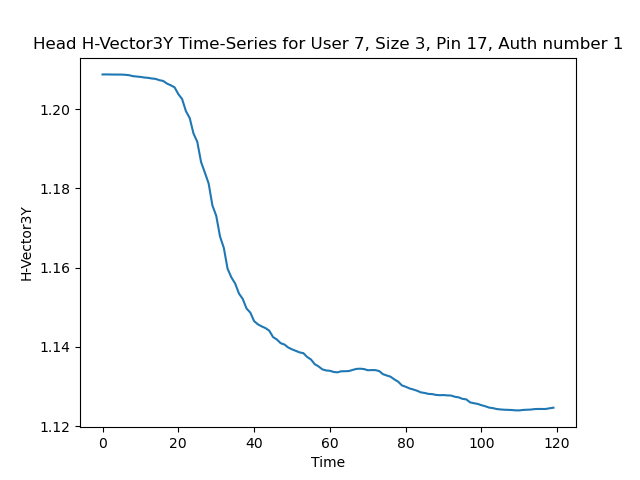 Head H-Vector3Y Time-Series for User 7, Size 3, Pin 17, Auth number 1
H-Vector3Y
1.20
1.18
1.16
1.14
1.12
0 20 40 60 80 100 120
Time